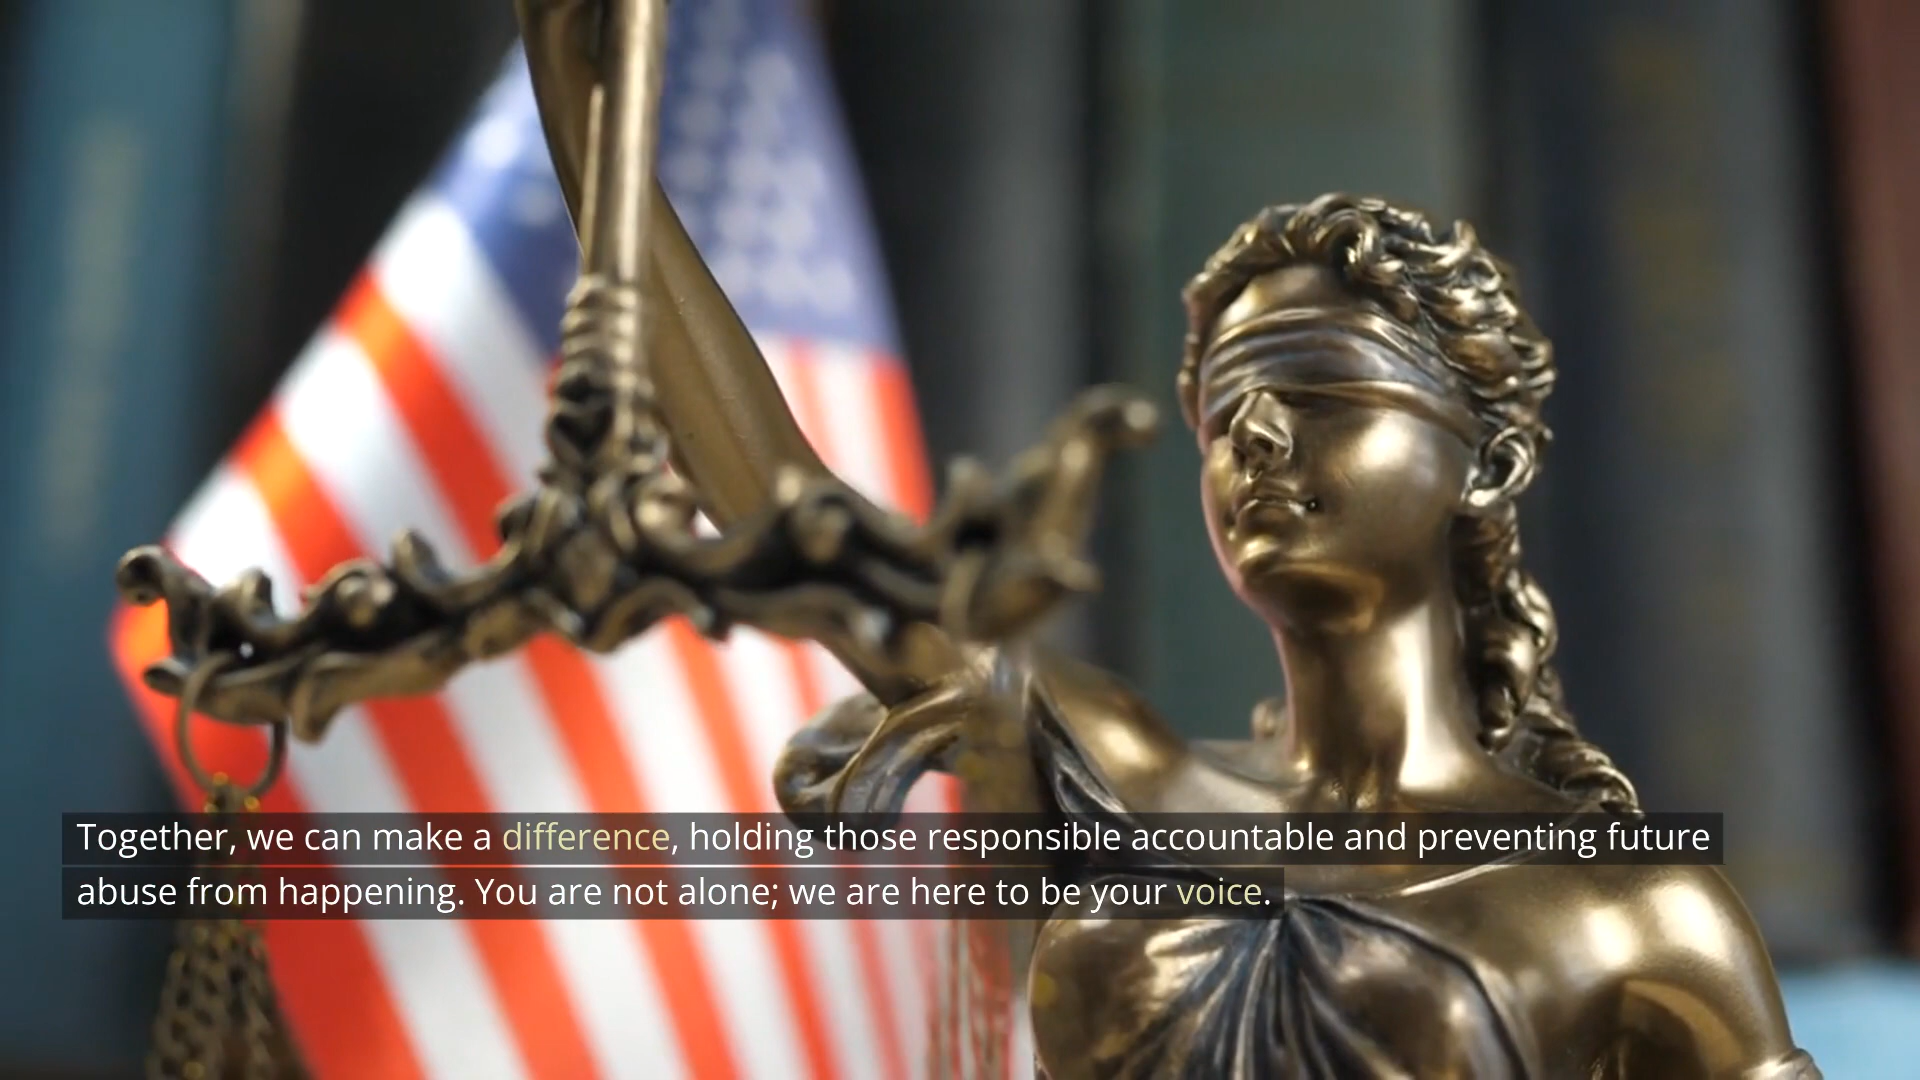 Together, we can make a difference, holding those responsible accountable and preventing future
abuse from happening. You are not alone; we are here to be your voice.